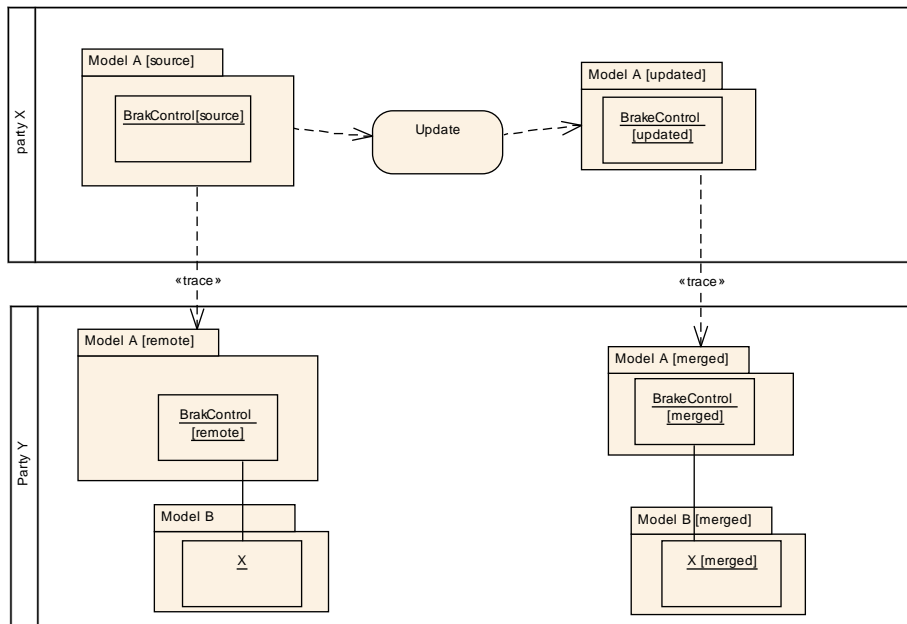 party X
Model A [source]
BrakControl[source]
Update
Model A [updated]
BrakeControl
[updated]
«trace»
«trace»
Party Y
Model A [remote]
BrakControl
[remote]
Model B
X
Model A [merged]
BrakeControl
[merged]
Model B [merged]
X [merged]